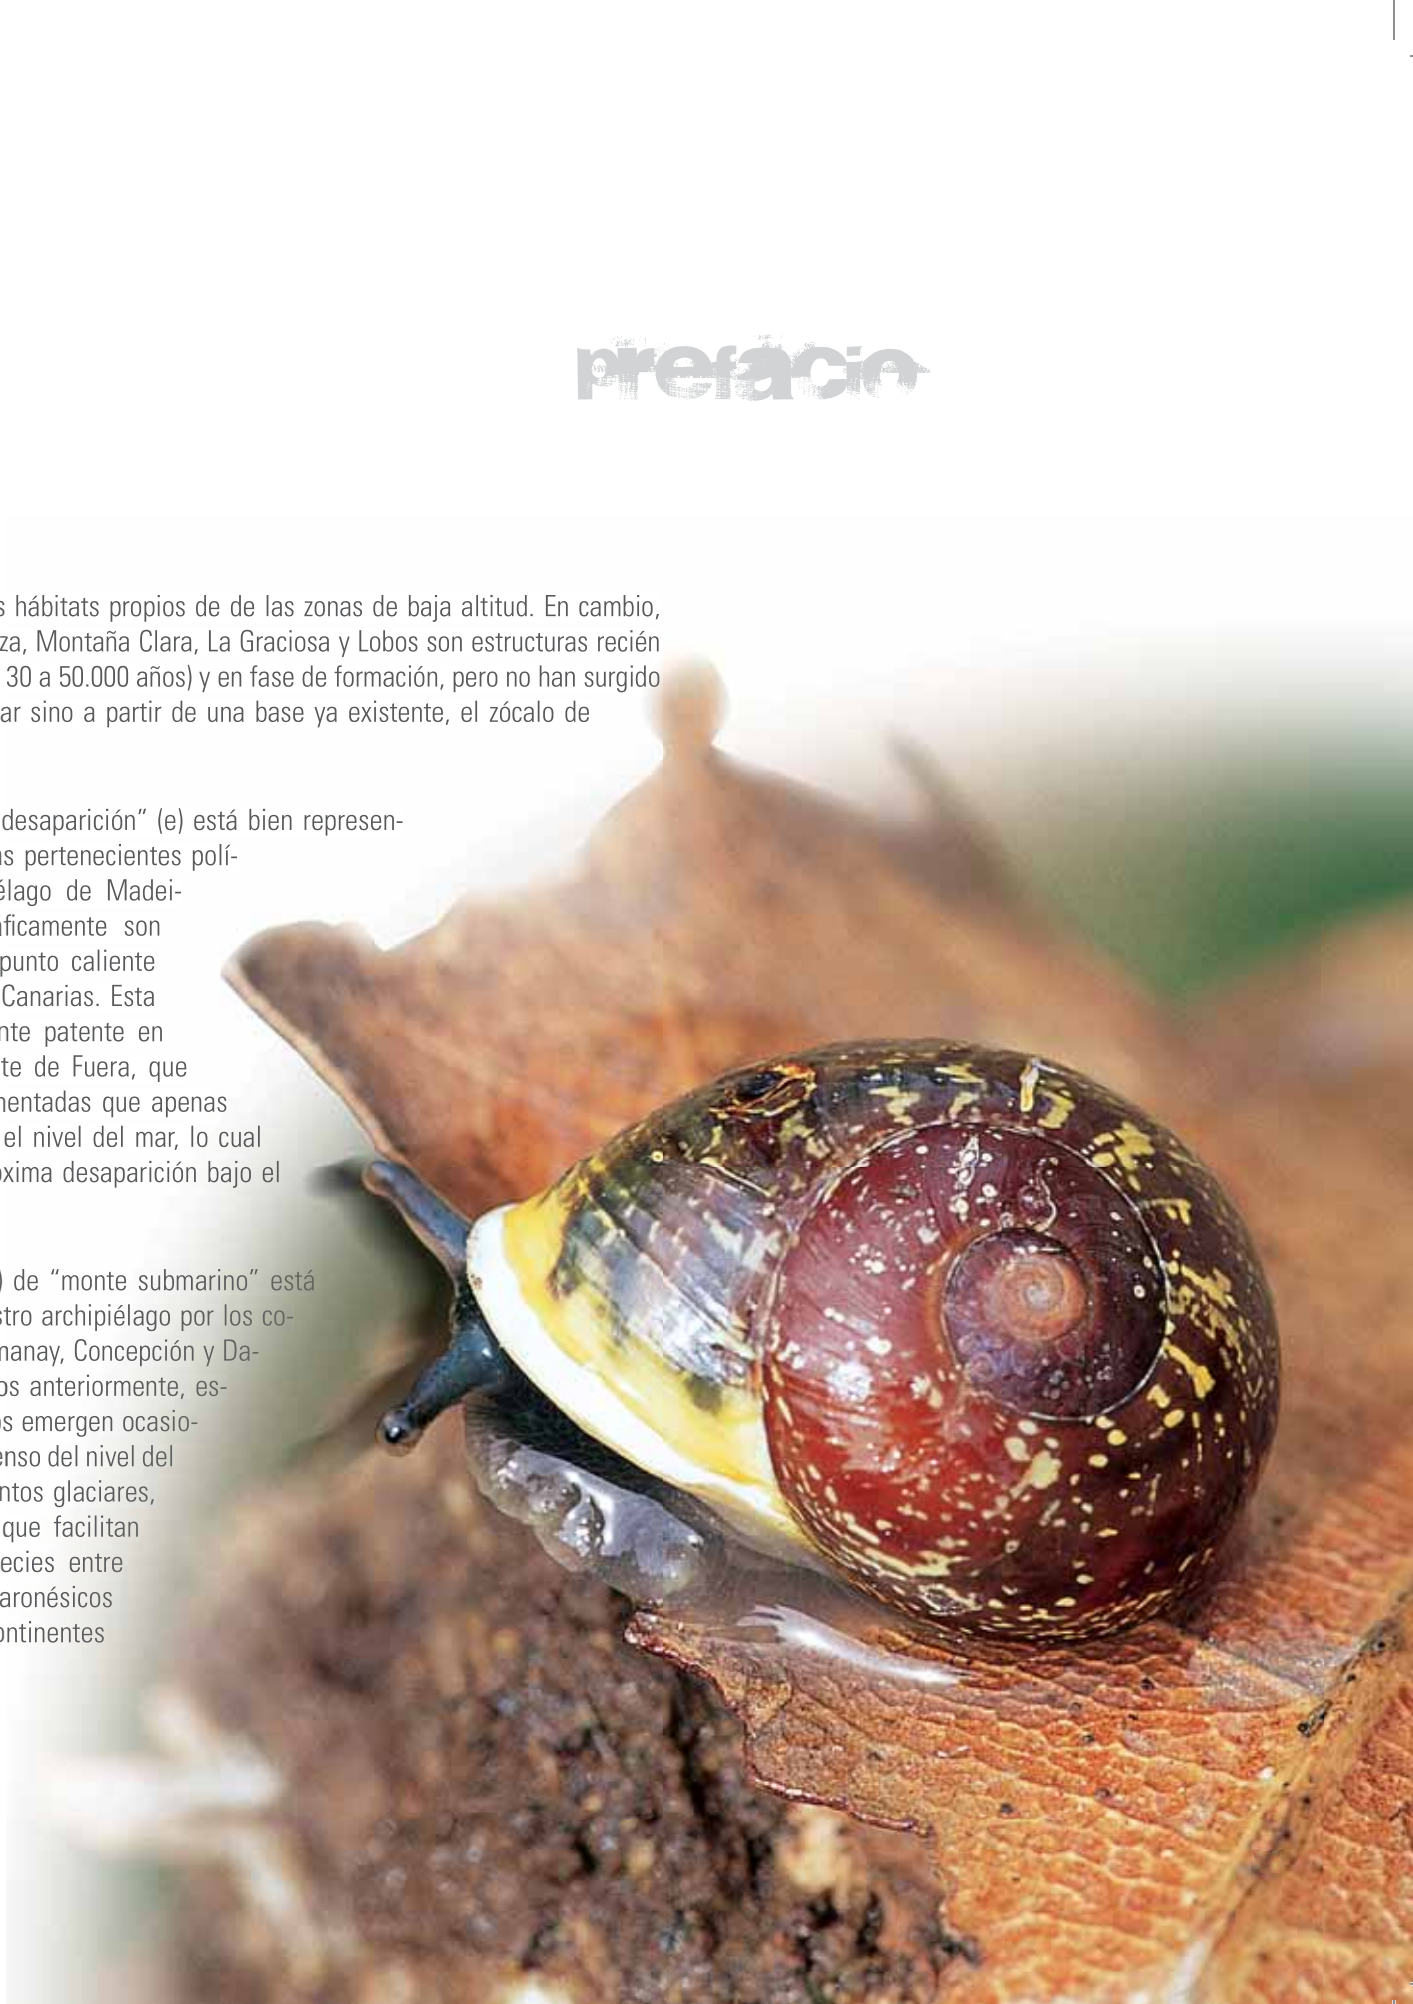 prefacio
s hábitats propios de de las zonas de baja altitud. En cambio,
za, Montaña Clara, La Graciosa y Lobos son estructuras recién
30 a 50.000 años) y en fase de formación, pero no han surgido
ar sino a partir de una base ya existente, el zócalo de
desaparición” (e) está bien represen-
as pertenecientes polí-
élago de Madei-
aficamente son
punto caliente
Canarias. Esta
nte patente en
te de Fuera, que
mentadas que apenas
el nivel del mar, lo cual
óxima desaparición bajo el
) de “monte submarino” está
stro archipiélago por los co-
manay, Concepción y Da-
os anteriormente, es-
os emergen ocasio-
enso del nivel del
ntos glaciares,
que facilitan
ecies entre
aronésicos
ontinentes